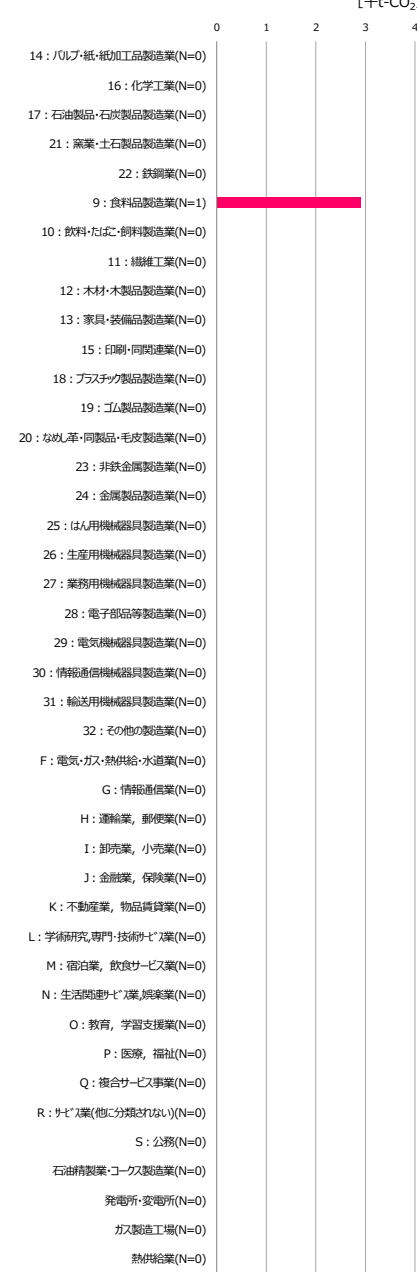 [千t-CO2
0 1 2 3 4
14：パルプ・紙・紙加工品製造業(N=0)
16：化学工業(N=0)
17：石油製品・石炭製品製造業(N=0)
21：窯業・土石製品製造業(N=0)
22：鉄鋼業(N=0)
9：食料品製造業(N=1)
10：飲料・たばこ・飼料製造業(N=0)
11：繊維工業(N=0)
12：木材・木製品製造業(N=0)
13：家具・装備品製造業(N=0)
15：印刷・同関連業(N=0)
18：プラスチック製品製造業(N=0)
19：ゴム製品製造業(N=0)
20：なめし革・同製品・毛皮製造業(N=0)
23：非鉄金属製造業(N=0)
24：金属製品製造業(N=0)
25：はん用機械器具製造業(N=0)
26：生産用機械器具製造業(N=0)
27：業務用機械器具製造業(N=0)
28：電子部品等製造業(N=0)
29：電気機械器具製造業(N=0)
30：情報通信機械器具製造業(N=0)
31：輸送用機械器具製造業(N=0)
32：その他の製造業(N=0)
F：電気・ガス・熱供給・水道業(N=0)
G：情報通信業(N=0)
H：運輸業，郵便業(N=0)
I：卸売業，小売業(N=0)
J：金融業，保険業(N=0)
K：不動産業，物品賃貸業(N=0)
L：学術研究,専門・技術ｻｰﾋﾞｽ業(N=0)
M：宿泊業，飲食サービス業(N=0)
N：生活関連ｻｰﾋﾞｽ業,娯楽業(N=0)
O：教育，学習支援業(N=0)
P：医療，福祉(N=0)
Q：複合サービス事業(N=0)
R：ｻｰﾋﾞｽ業(他に分類されない)(N=0)
S：公務(N=0)
石油精製業・コークス製造業(N=0)
発電所・変電所(N=0)
ガス製造工場(N=0)
熱供給業(N=0)